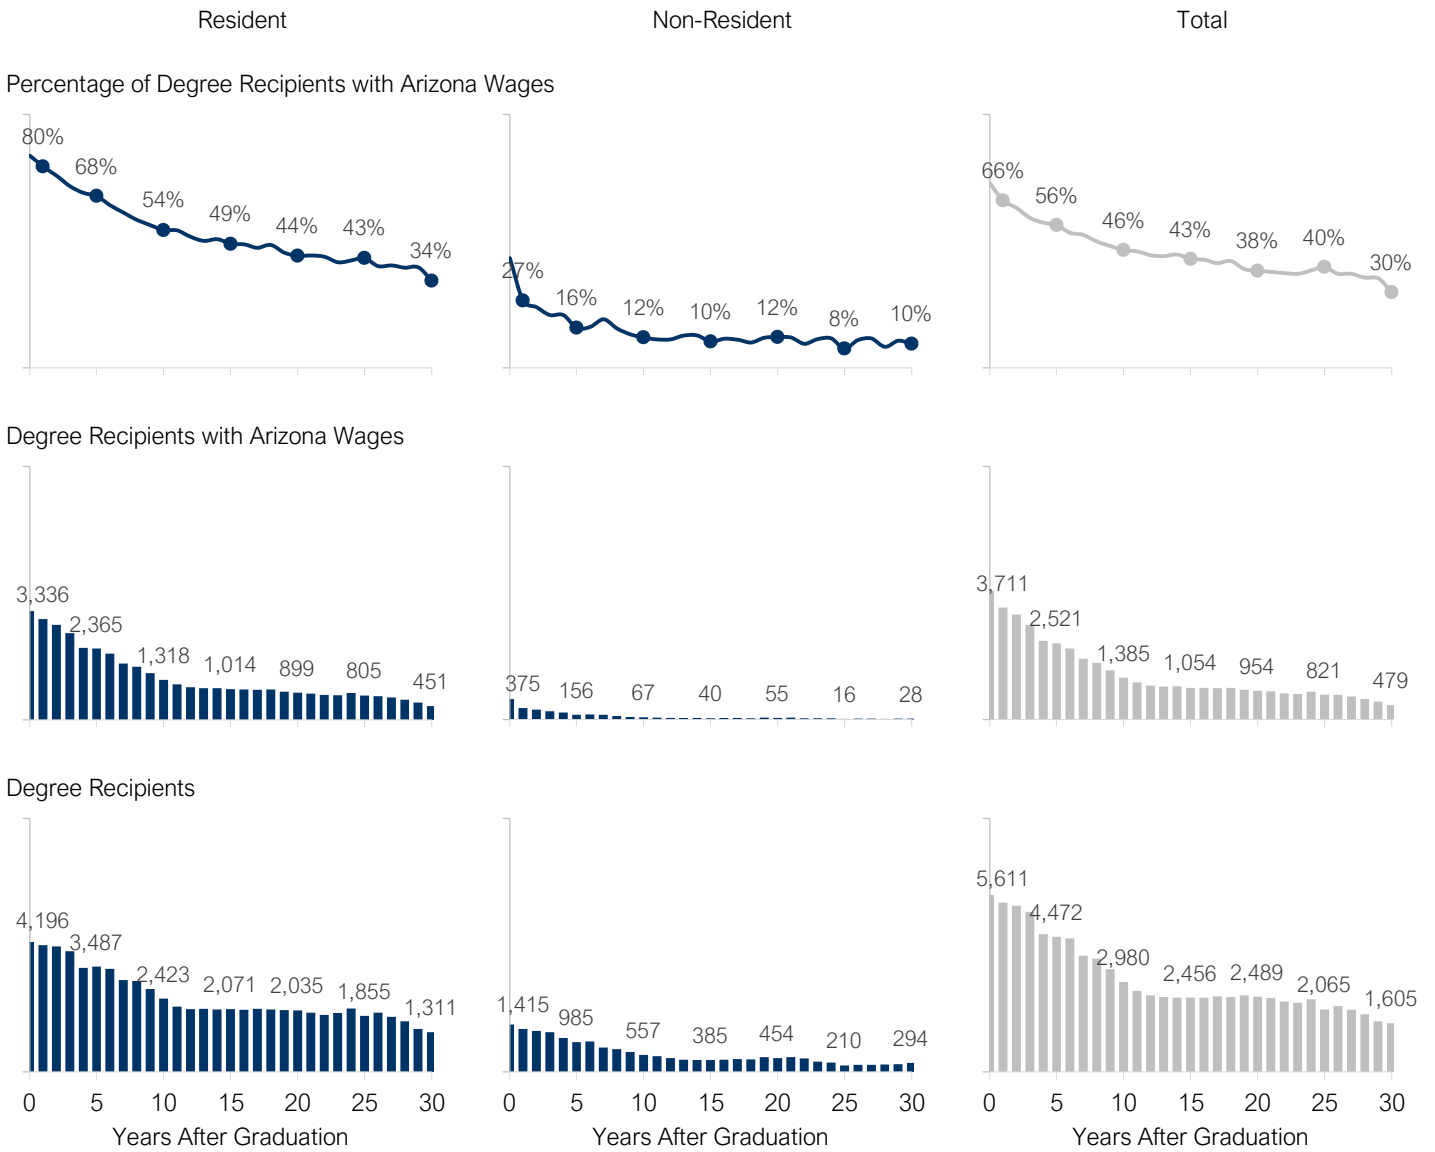 Resident Non-Resident Total
Percentage of Degree Recipients with Arizona Wages
80% 68% 54% 49% 44% 43% 34%
27% 16% 12% 10% 12% 8% 10%
66% 56% 46% 43% 38% 40% 30%
Degree Recipients with Arizona Wages
3,336 2,365 1,318 1,014 899 805 451
375 156 67 40 55 16 28
3,711 2,521 1,385 1,054 954 821 479
Degree Recipients
4,196 3,487 2,423 2,071 2,035 1,855 1,311
1,415 985 557 385 454 210 294
5,611 4,472 2,980 2,456 2,489 2,065 1,605
0 5 10 15 20 25 30 0 5 10 15 20 25 30 0 5 10 15 20 25 30
Years After Graduation Years After Graduation Years After Graduation